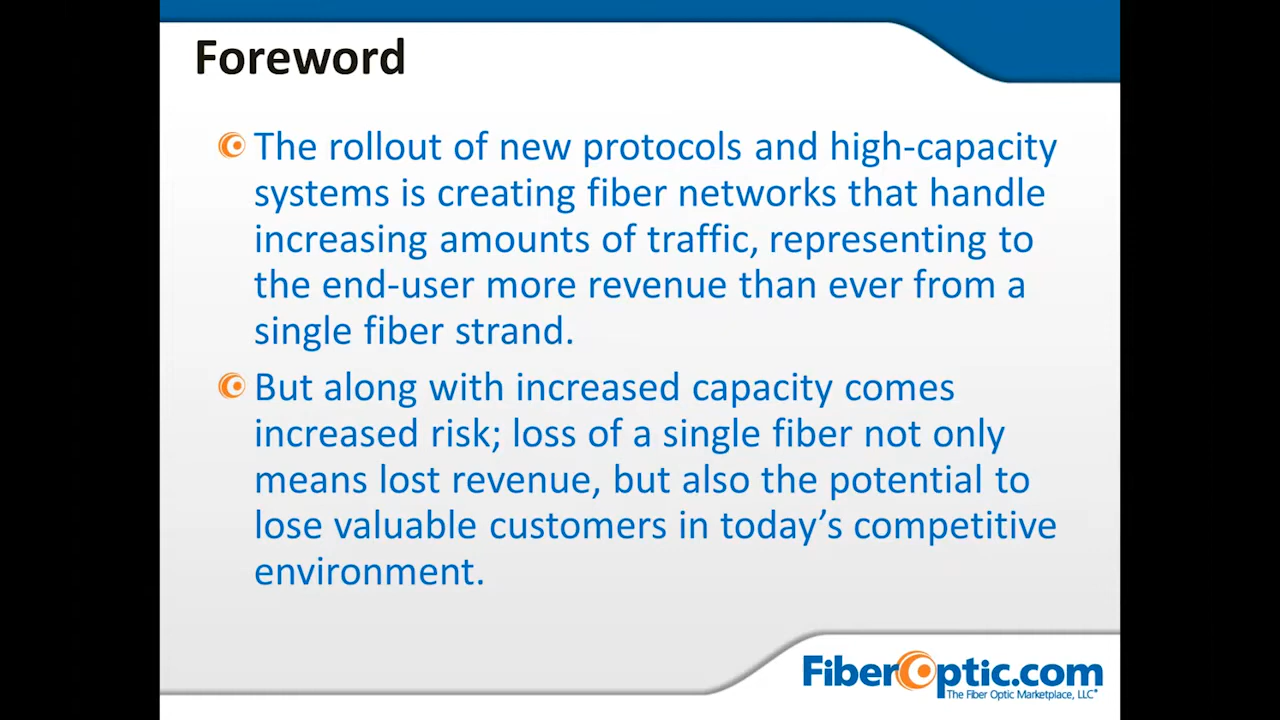 Foreword
The rollout of new protocols and high-capacity
systems is creating fiber networks that handle
increasing amounts of traffic, representing to
the end-user more revenue than ever from a
single fiber strand.
But along with increased capacity comes
increased risk; loss of a single fiber not only
means lost revenue, but also the potential to
lose valuable customers in today’s competitive
environment.
FiberOptic.com
The Fiber Optic Marketplace, LLC®